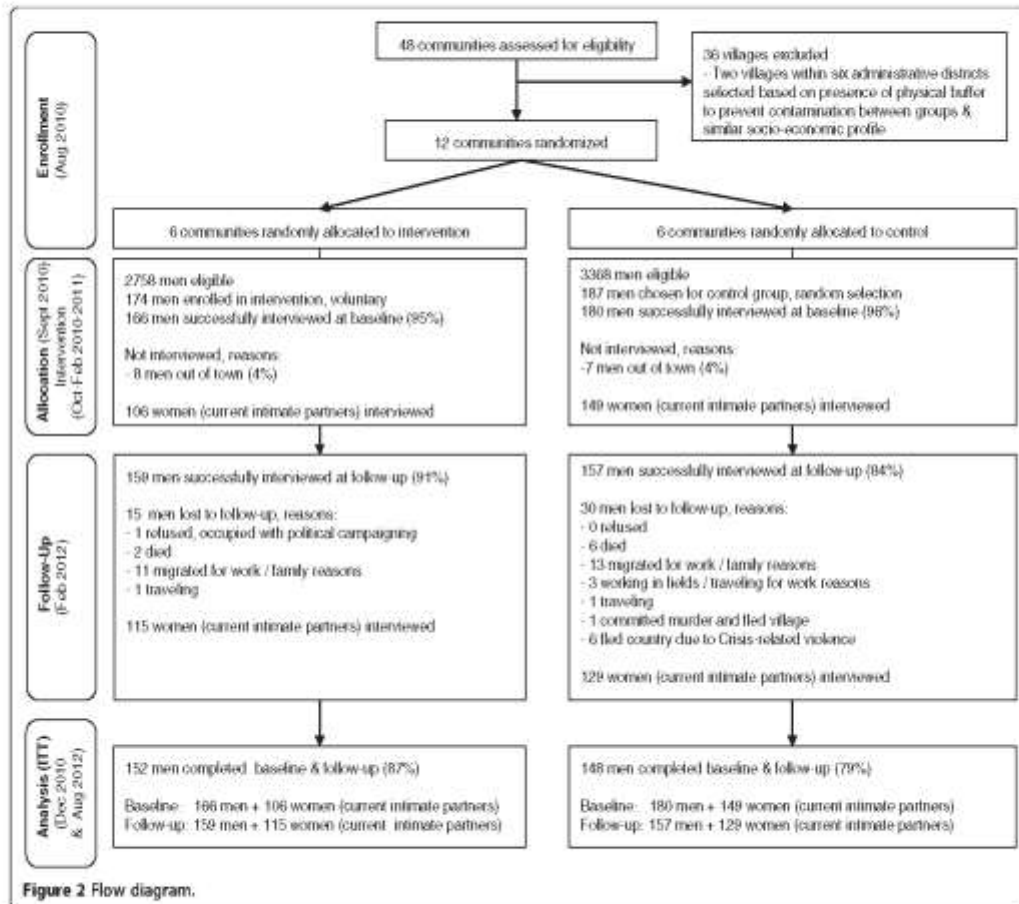 48 communities assessed for eligibility
36 villages excluded
- Two villages within six administrative districts
selected based on presence of physical buffer
to prevent contamination between groups &
similar socio-economic profile
12 communities randomized
Enrollment
(Aug 2010)
6 communities randomly allocated to intervention
6 communities randomly allocated to control
Allocation (Sept 2010)
Intervention
(Oct-Feb 2010-2011)
2758 men eligible
174 men enrolled in intervention, voluntary
166 men successfully interviewed at baseline (95%)
Not interviewed, reasons:
- 8 men out of town (4%)
106 women (current intimate partners) interviewed
3368 men eligible
187 men chosen for control group, random selection
180 men successfully interviewed at baseline (96%)
Not interviewed, reasons:
-7 men out of town (4%)
149 women (current intimate partners) interviewed
Follow-Up
(Feb 2012)
159 men successfully interviewed at follow-up (91%)
15 men lost to follow-up, reasons:
- 1 refused, occupied with political campaigning
- 2 died
- 11 migrated for work / family reasons
- 1 traveling
115 women (current intimate partners) interviewed
157 men successfully interviewed at follow-up (84%)
30 men lost to follow-up, reasons:
- 0 refused
- 6 died
- 13 migrated for work / family reasons
- 3 working in fields / traveling for work reasons
- 1 traveling
- 1 committed murder and fled village
- 6 fled country due to Crisis-related violence
129 women (current intimate partners) interviewed
Analysis (ITT)
(Dec 2010
& Aug 2012)
152 men completed baseline & follow-up (87%)
Baseline: 166 men + 106 women (current intimate partners)
Follow-up: 159 men + 115 women (current intimate partners)
148 men completed baseline & follow-up (79%)
Baseline: 180 men + 149 women (current intimate partners)
Follow-up: 157 men + 129 women (current intimate partners)
Figure 2 Flow diagram.